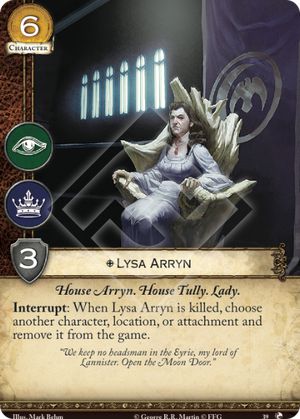 6
Character
3
Lysa Arryn
House Arryn. House Tully. Lady.
Interrupt: When Lysa Arryn is killed, choose
another character, location, or attachment and
remove it from the game.
"We keep no headsman in the Eyrie, my lord of
Lannister. Open the Moon Door."
Illus. Mark Behm
© George R.R. Martin © FFG